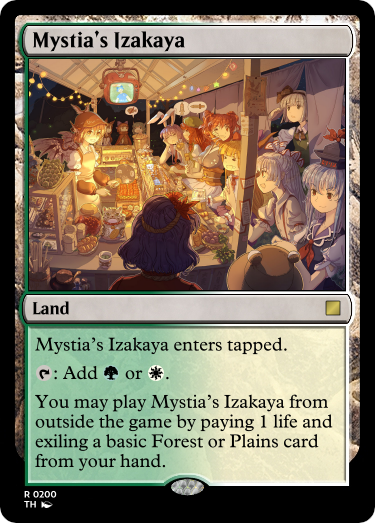 Mystia's Izakaya
Land
Mystia's Izakaya enters tapped.
: Add or .
You may play Mystia's Izakaya from
outside the game by paying 1 life and
exiling a basic Forest or Plains card
from your hand.
R 0200
TH